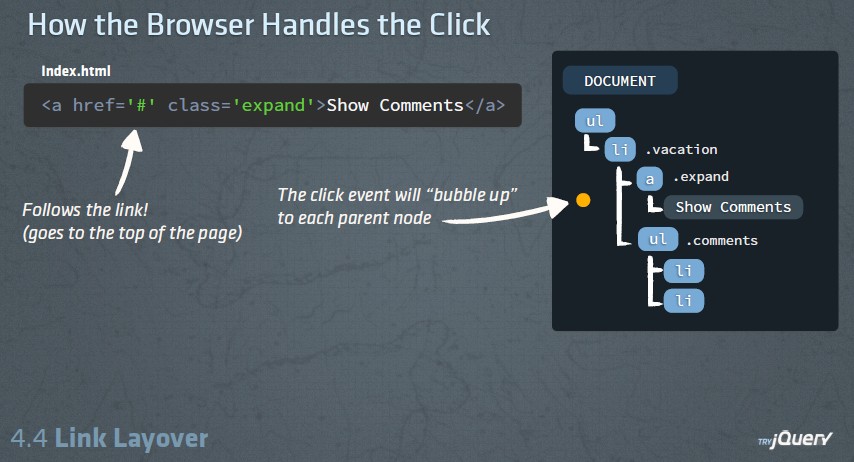 How the Browser Handles the Click
Index.html
<a href='#' class='expand'>Show Comments</a>
Follows the link!
(goes to the top of the page)
The click event will “bubble up”
to each parent node
DOCUMENT
ul
li .vacation
a .expand
Show Comments
ul .comments
li
li
4.4 Link Layover
TRY jQuery